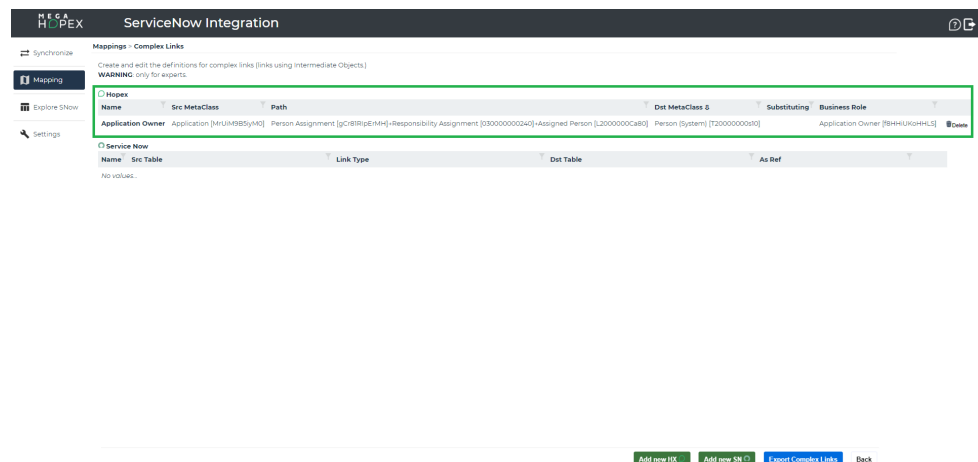 MEGA
HOPEX
ServiceNow Integration
Synchronize
Mapping
Explore SNow
Settings
Mappings > Complex Links
Create and edit the definitions for complex links (links using Intermediate Objects.)
WARNING: only for experts.
Hopex
Name Src MetaClass Path Dst MetaClass Substituting Business Role
Application Owner Application [MrUiM9B5iyM0] Person Assignment [gCr81RipErMH]+Responsibility Assignment [030000000240]+Assigned Person [L2000000Ca80] Person (System) [T20000000s10] Application Owner [f8HHiUKoHHLS] Delete
Service Now
Name Src Table Link Type Dst Table As Ref
No values...
Add new HX Add new SN Export Complex Links Back